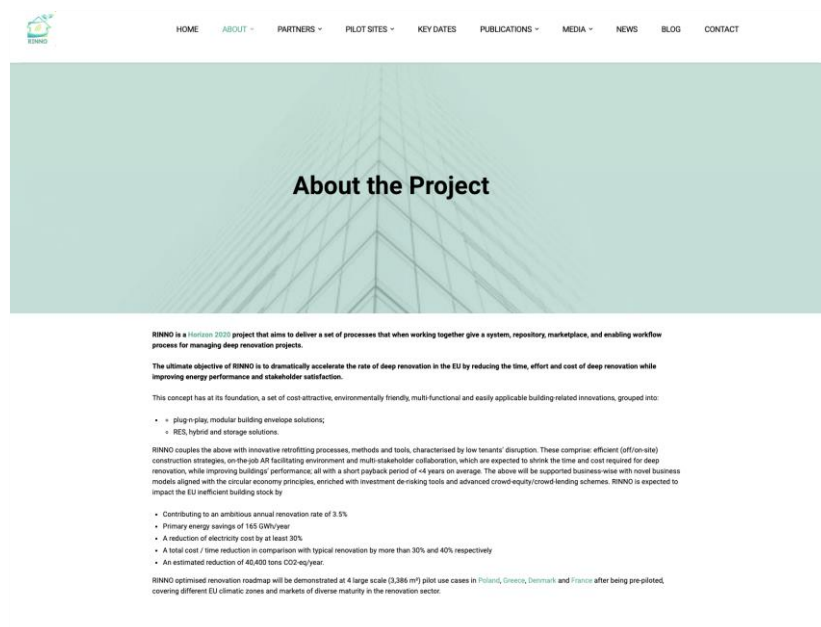 RINNO
HOME ABOUT PARTNERS PILOT SITES KEY DATES PUBLICATIONS MEDIA NEWS BLOG CONTACT
About the Project
RINNO is a Horizon 2020 project that aims to deliver a set of processes that when working together give a system, repository, marketplace, and enabling workflow
process for managing deep renovation projects.
The ultimate objective of RINNO is to dramatically accelerate the rate of deep renovation in the EU by reducing the time, effort and cost of deep renovation while
improving energy performance and stakeholder satisfaction.
This concept has at its foundation, a set of cost-attractive, environmentally friendly, multi-functional and easily applicable building-related innovations, grouped into:
• ∘ plug-n-play, modular building envelope solutions;
∘ RES, hybrid and storage solutions.
RINNO couples the above with innovative retrofitting processes, methods and tools, characterised by low tenants' disruption. These comprise: efficient (off/on-site)
construction strategies, on-the-job AR facilitating environment and multi-stakeholder collaboration, which are expected to shrink the time and cost required for deep
renovation, while improving buildings' performance; all with a short payback period of <4 years on average. The above will be supported business-wise with novel business
models aligned with the circular economy principles, enriched with investment de-risking tools and advanced crowd-equity/crowd-lending schemes. RINNO is expected to
impact the EU inefficient building stock by
• Contributing to an ambitious annual renovation rate of 3.5%
• Primary energy savings of 165 GWh/year
• A reduction of electricity cost by at least 30%
• A total cost / time reduction in comparison with typical renovation by more than 30% and 40% respectively
• An estimated reduction of 40,400 tons CO2-eq/year.
RINNO optimised renovation roadmap will be demonstrated at 4 large scale (3,386 m²) pilot use cases in Poland, Greece, Denmark and France after being pre-piloted,
covering different EU climatic zones and markets of diverse maturity in the renovation sector.